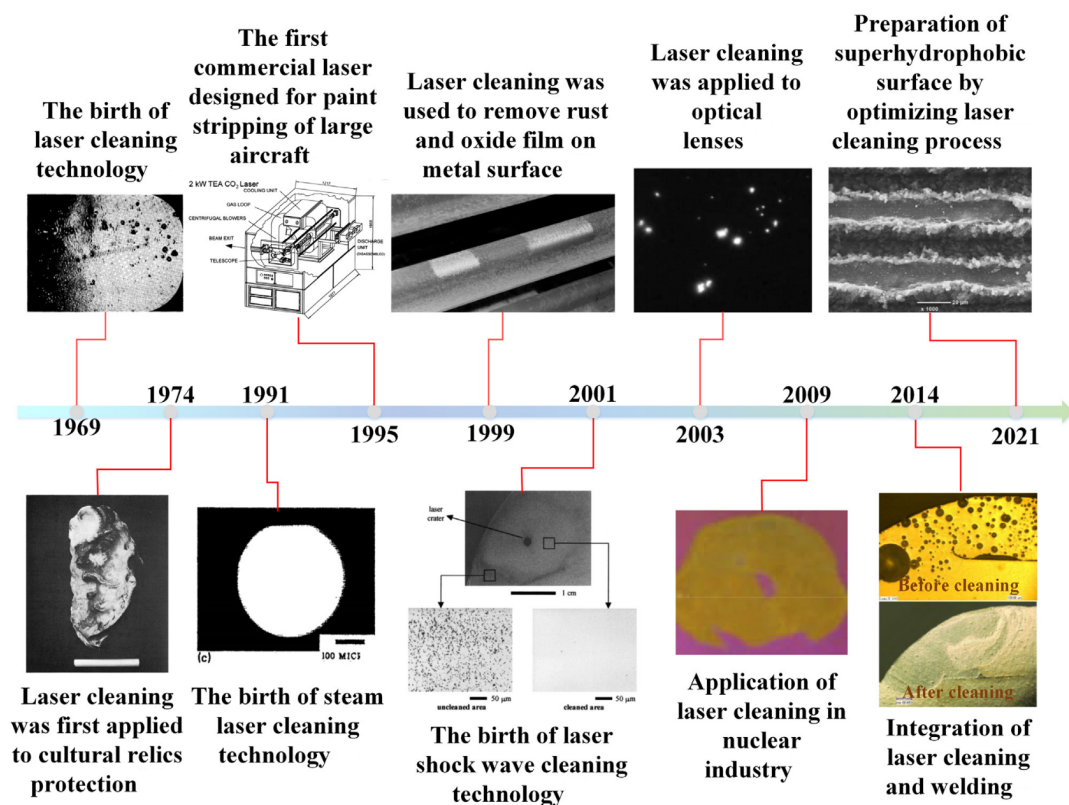 The birth of
laser cleaning
technology
The first
commercial laser
designed for paint
stripping of large
aircraft
Laser cleaning was
used to remove rust
and oxide film on
metal surface
Laser cleaning
was applied to
optical
lenses
Preparation of
superhydrophobic
surface by
optimizing laser
cleaning process
2 kW TEA CO₂ Laser
COOLING UNIT
GAS LOOP
CENTRIFUGAL BLOWERS
BEAM EXIT
TELESCOPE
DISCHARGE
UNIT
(DISASSEMBLED)
20 μm
x 1000
1969
1974
1991
1995
1999
2001
2003
2009
2014
2021
(c)
100 MICS
laser
crater
1 cm
50 μm
uncleaned area
50 μm
cleaned area
Before cleaning
After cleaning
Laser cleaning
was first applied
to cultural relics
protection
The birth of steam
laser cleaning
technology
The birth of laser
shock wave cleaning
technology
Application of
laser cleaning in
nuclear
industry
Integration of
laser cleaning
and welding